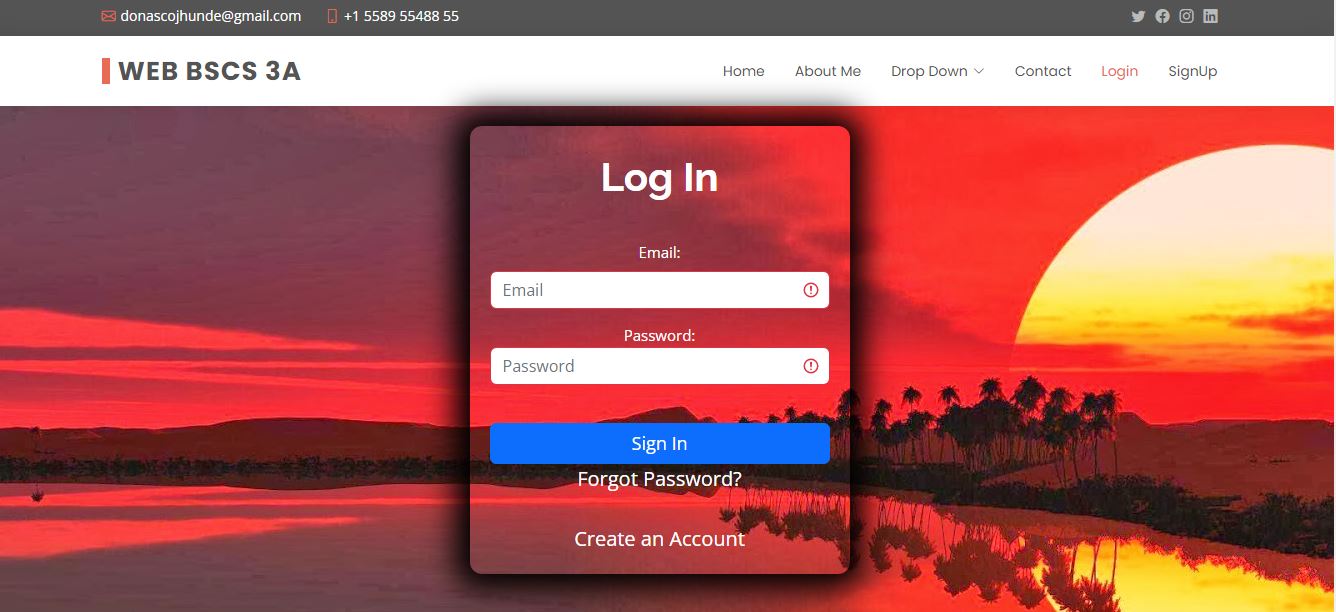 donascojhunde@gmail.com +1 5589 55488 55
WEB BSCS 3A
Home About Me Drop Down Contact Login SignUp
Log In
Email:
Email
Password:
Password
Sign In
Forgot Password?
Create an Account